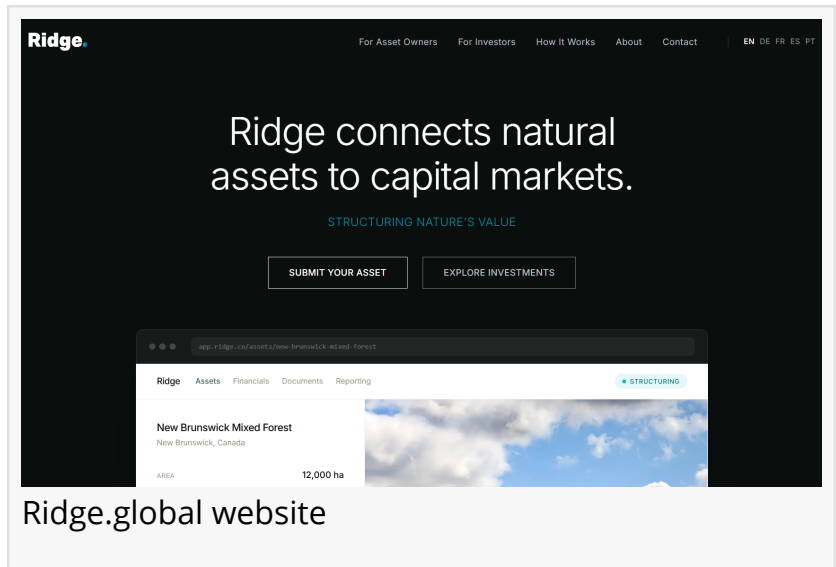 Ridge.
For Asset Owners For Investors How It Works About Contact EN DE FR ES PT
Ridge connects natural
assets to capital markets.
STRUCTURING NATURE'S VALUE
SUBMIT YOUR ASSET EXPLORE INVESTMENTS
app.ridge.co/assets/new-brunswick-mixed-forest
Ridge Assets Financials Documents Reporting STRUCTURING
New Brunswick Mixed Forest
New Brunswick, Canada
AREA 12,000 ha
Ridge.global website